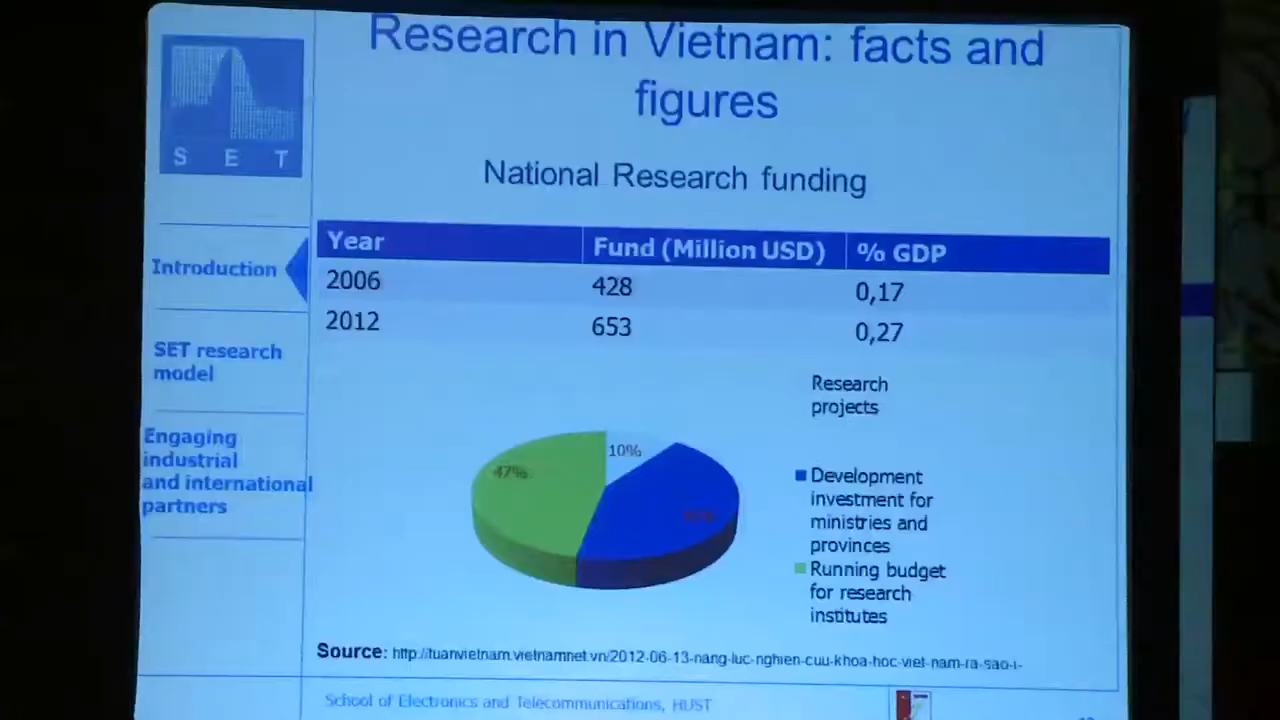 Research in Vietnam: facts and
figures
S E T
National Research funding
Year Fund (Million USD) % GDP
2006 428 0,17
2012 653 0,27
Introduction
SET research
model
Engaging
industrial
and international
partners
Research
projects
10%
47%
Development
investment for
ministries and
provinces
Running budget
for research
institutes
Source: http://tuanvietnam.vietnamnet.vn/2012-06-13-nang-luc-nghien-cuu-khoa-hoc-viet-nam-ra-sao-i-
School of Electronics and Telecommunications, HUST